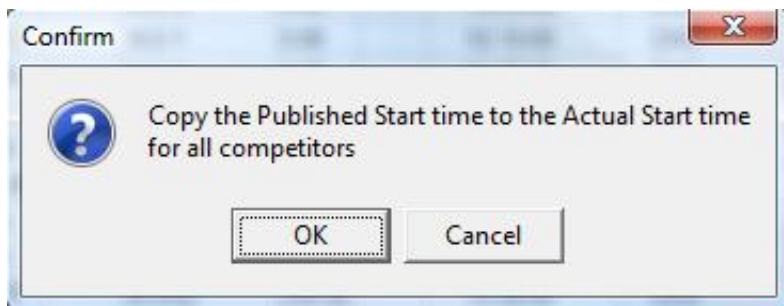 Confirm
Copy the Published Start time to the Actual Start time
for all competitors
OK
Cancel